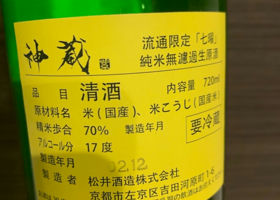 神蔵
流通限定「七曜」
純米無濾過生原酒
品目 清酒 内容量 720ml
原材料名 米(国産)、米こうじ(国産米)
精米歩合 70% 製造年月
要冷蔵
アルコール分 17度
製造年月 02.12
製造者 松井酒造株式会社
京都市左京区吉田河原町1-6